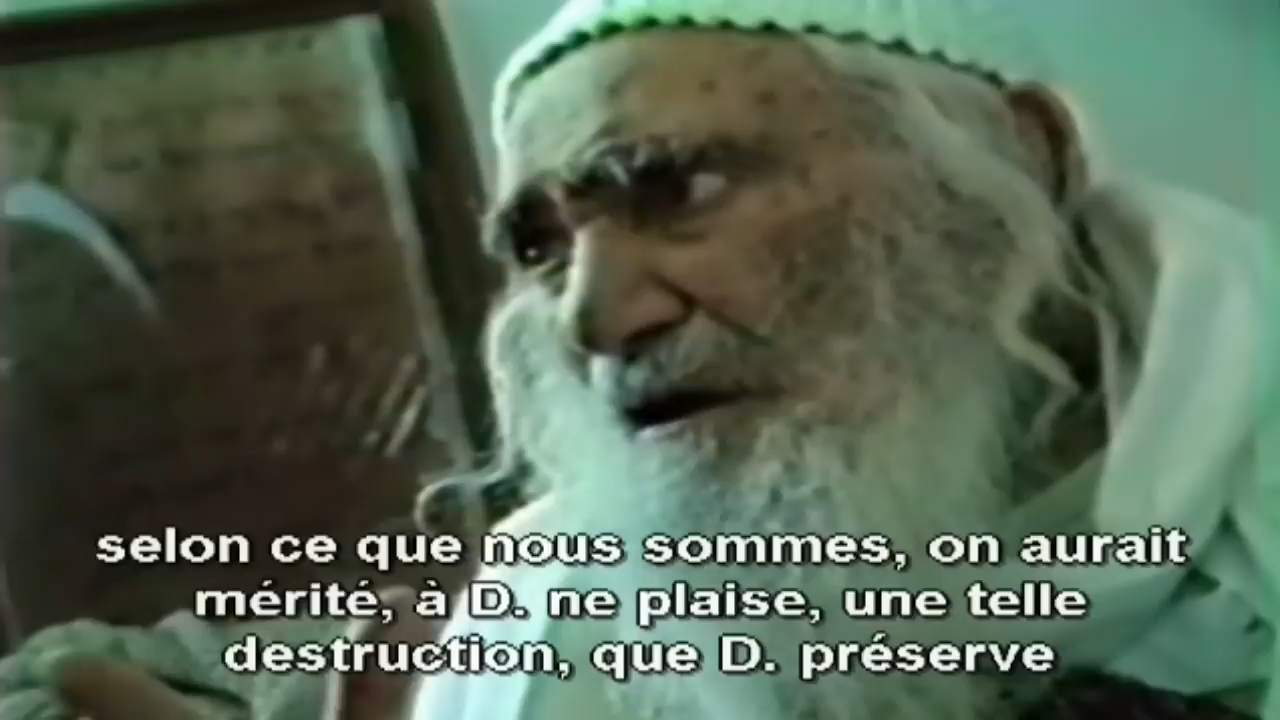 selon ce que nous sommes, on aurait
mérité, à D. ne plaise, une telle
destruction, que D. préserve